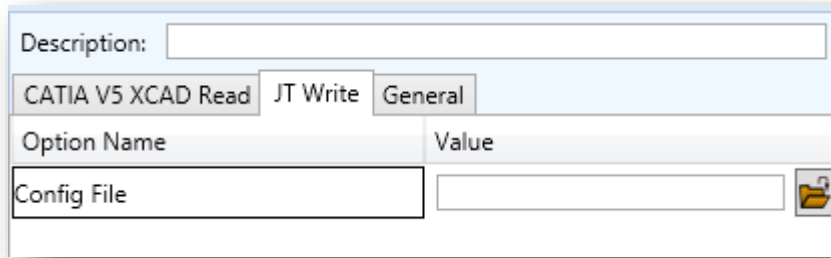 Description:
CATIA V5 XCAD Read JT Write General
Option Name Value
Config File